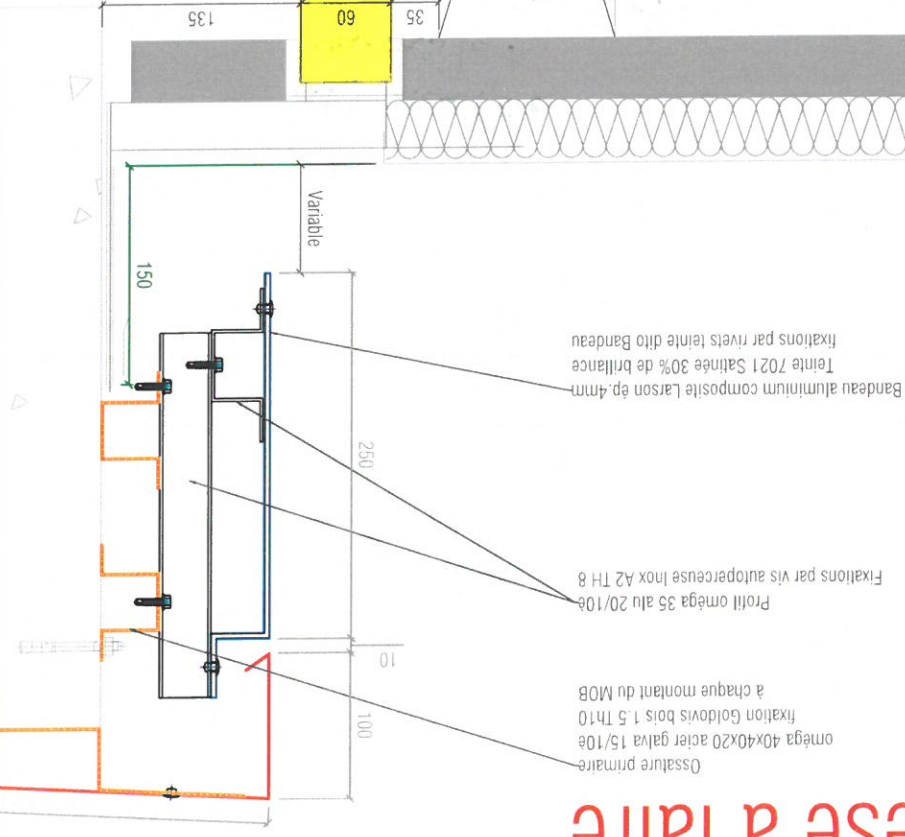 à faire
Ossature primaire
oméga 40x40x20 acier galva 15/10è
fixation Goldovis bois 1.5 Th10
à chaque montant du MOB
100
10
Profil oméga 35 alu 20/10è
Fixations par vis autoperceuse Inox A2 TH 8
250
Bandeau aluminium composite Larson ép.4mm
Teinte 7021 Satinée 30% de brillance
fixations par rivets teinte dito Bandeau
150
Variable
35
60
135